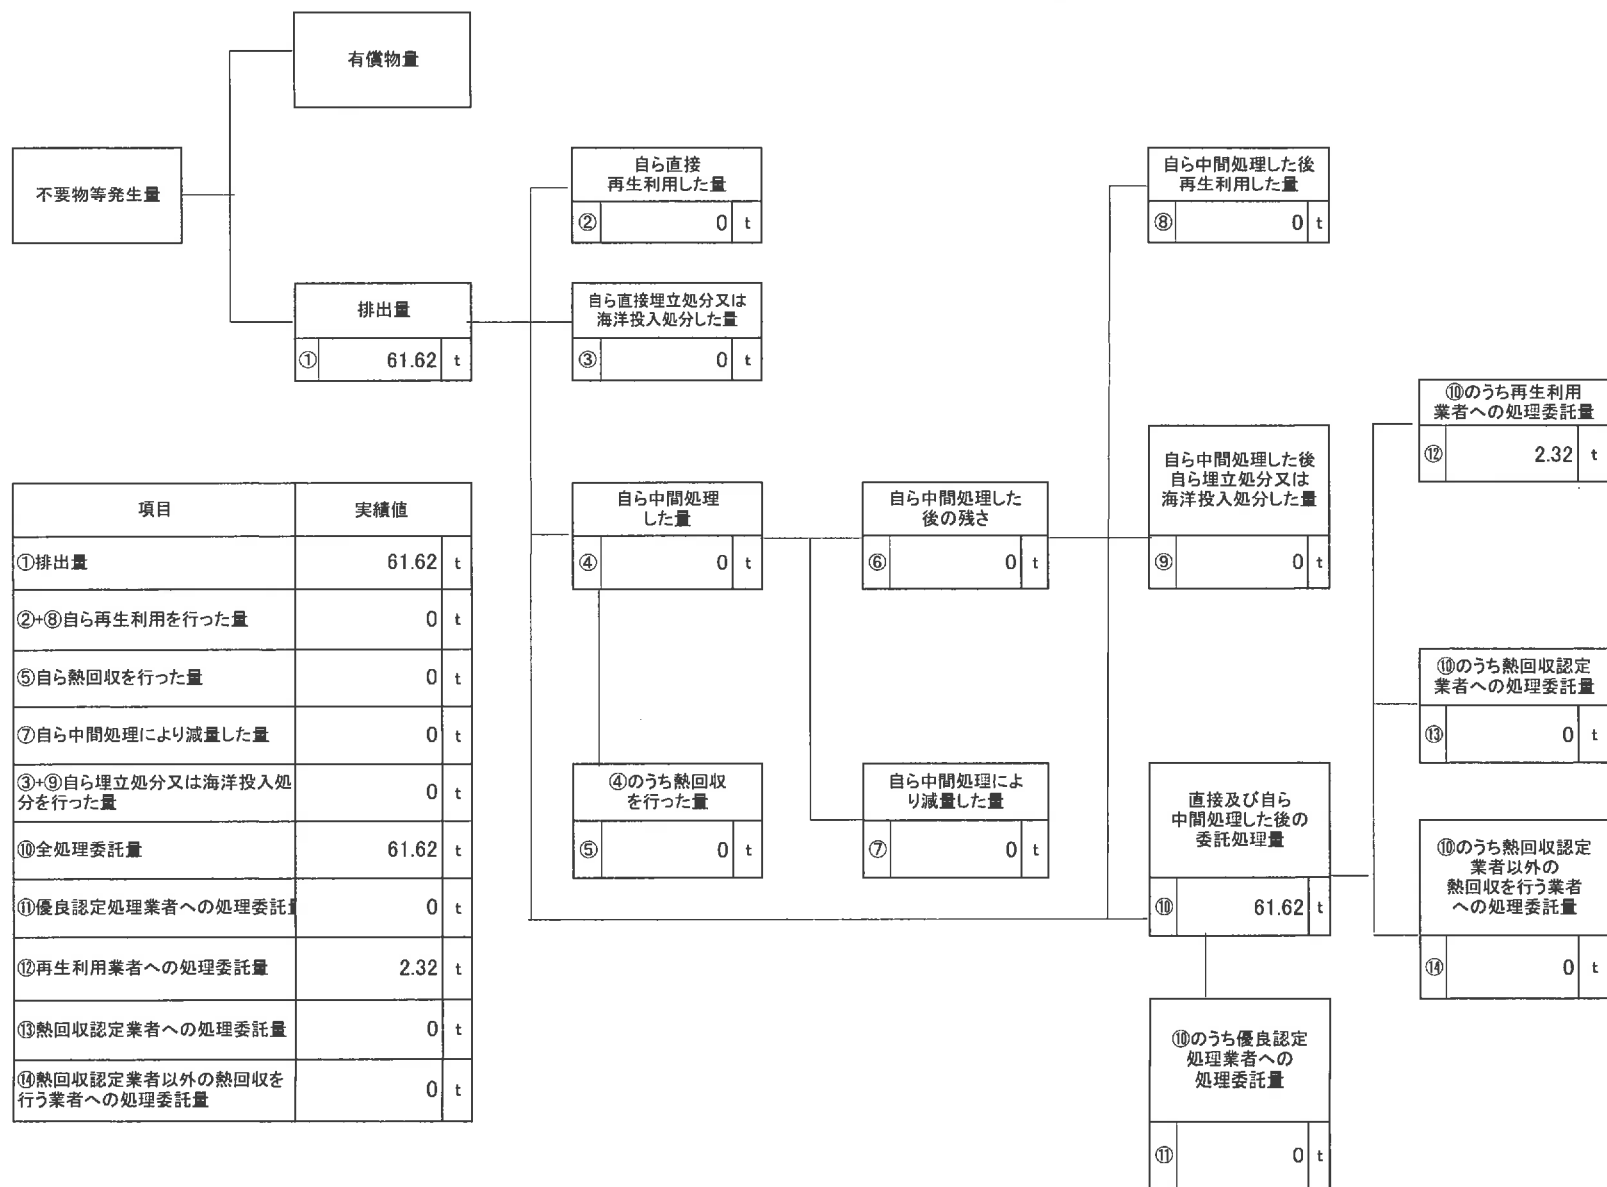 有償物量
不要物等発生量
排出量
① 61.62 t
自ら直接
再生利用した量
② 0 t
自ら直接埋立処分又は
海洋投入処分した量
③ 0 t
自ら中間処理
した量
④ 0 t
④のうち熱回収
を行った量
⑤ 0 t
自ら中間処理した
後の残さ
⑥ 0 t
自ら中間処理によ
り減量した量
⑦ 0 t
自ら中間処理した後
再生利用した量
⑧ 0 t
自ら中間処理した後
自ら埋立処分又は
海洋投入処分した量
⑨ 0 t
直接及び自ら
中間処理した後の
委託処理量
⑩ 61.62 t
⑩のうち優良認定
処理業者への
処理委託量
⑪ 0 t
⑩のうち再生利用
業者への処理委託量
⑫ 2.32 t
⑩のうち熱回収認定
業者への処理委託量
⑬ 0 t
⑩のうち熱回収認定
業者以外の
熱回収を行う業者
への処理委託量
⑭ 0 t
項目 実績値
①排出量 61.62 t
②+⑧自ら再生利用を行った量 0 t
⑤自ら熱回収を行った量 0 t
⑦自ら中間処理により減量した量 0 t
③+⑨自ら埋立処分又は海洋投入処
分を行った量 0 t
⑩全処理委託量 61.62 t
⑪優良認定処理業者への処理委託 0 t
⑫再生利用業者への処理委託量 2.32 t
⑬熱回収認定業者への処理委託量 0 t
⑭熱回収認定業者以外の熱回収を
行う業者への処理委託量 0 t